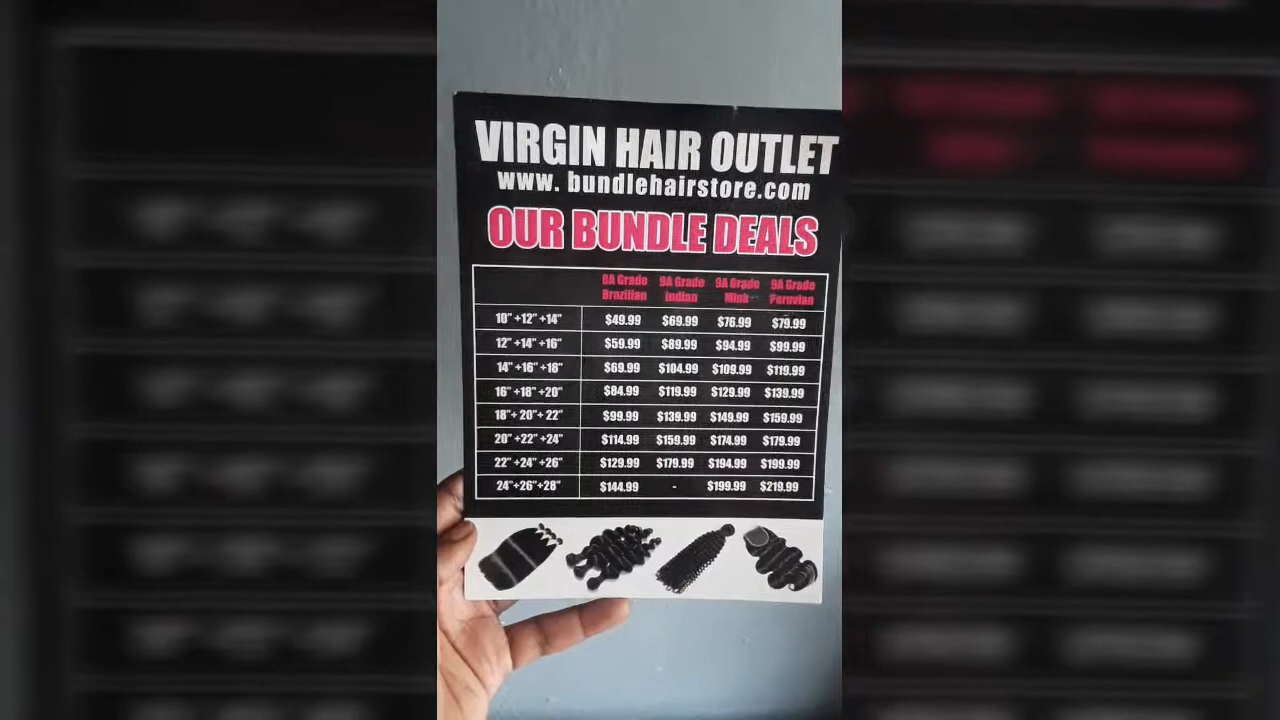 VIRGIN HAIR OUTLET
www. bundlehairstore.com
OUR BUNDLE DEALS
8A Grade Brazilian 9A Grade Indian 9A Grade Mink 9A Grade Peruvian
10" +12" +14" $49.99 $69.99 $76.99 $79.99
12" +14" +16" $59.99 $89.99 $94.99 $99.99
14" +16" +18" $69.99 $104.99 $109.99 $119.99
16" +18" +20" $84.99 $119.99 $129.99 $139.99
18"+ 20"+ 22" $99.99 $139.99 $149.99 $159.99
20" +22" +24" $114.99 $159.99 $174.99 $179.99
22" +24" +26" $129.99 $179.99 $194.99 $199.99
24"+26"+28" $144.99 - $199.99 $219.99